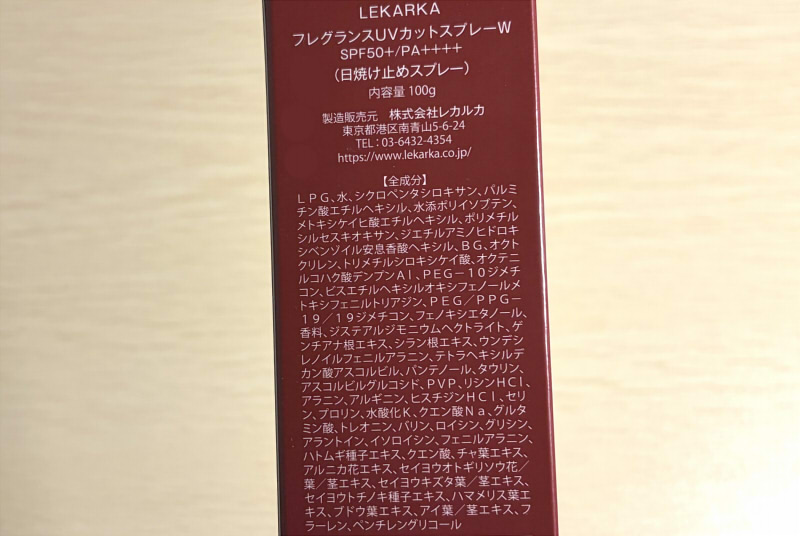 LEKARKA
フレグランスUVカットスプレーW
SPF50+/PA++++
（日焼け止めスプレー）
内容量 100g
製造販売元　株式会社レカルカ
東京都港区南青山5-6-24
TEL：03-6432-4354
https://www.lekarka.co.jp/
【全成分】
ＬＰＧ、水、シクロペンタシロキサン、パルミ
チン酸エチルヘキシル、水添ポリイソブテン、
メトキシケイヒ酸エチルヘキシル、ポリメチル
シルセスキオキサン、ジエチルアミノヒドロキ
シベンゾイル安息香酸ヘキシル、ＢＧ、オクト
クリレン、トリメチルシロキシケイ酸、オクテニ
ルコハク酸デンプンＡｌ、ＰＥＧ－１０ジメチ
コン、ビスエチルヘキシルオキシフェノールメ
トキシフェニルトリアジン、ＰＥＧ／ＰＰＧ－
１９／１９ジメチコン、フェノキシエタノール、
香料、ジステアルジモニウムヘクトライト、ゲ
ンチアナ根エキス、シラン根エキス、ウンデシ
レノイルフェニルアラニン、テトラヘキシルデ
カン酸アスコルビル、パンテノール、タウリン、
アスコルビルグルコシド、ＰＶＰ、リシンＨＣｌ、
アラニン、アルギニン、ヒスチジンＨＣｌ、セリ
ン、プロリン、水酸化Ｋ、クエン酸Ｎａ、グルタ
ミン酸、トレオニン、バリン、ロイシン、グリシン、
アラントイン、イソロイシン、フェニルアラニン、
ハトムギ種子エキス、クエン酸、チャ葉エキス、
アルニカ花エキス、セイヨウオトギリソウ花／
葉／茎エキス、セイヨウキズタ葉／茎エキス、
セイヨウトチノキ種子エキス、ハマメリス葉エ
キス、ブドウ葉エキス、アイ葉／茎エキス、フ
ラーレン、ペンチレングリコール